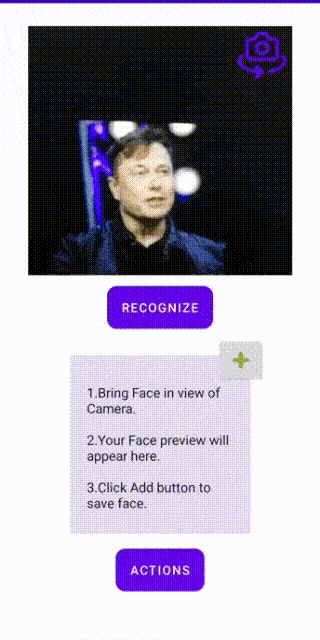 RECOGNIZE
1.Bring Face in view of
Camera.
2.Your Face preview will
appear here.
3.Click Add button to
save face.
ACTIONS